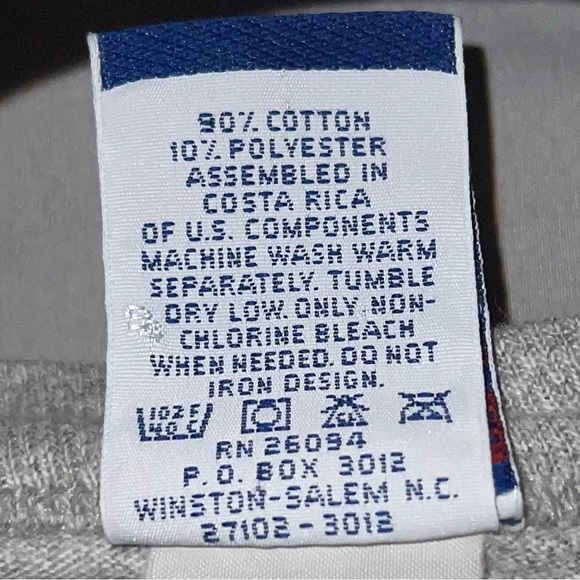 90% COTTON
10% POLYESTER
ASSEMBLED IN
COSTA RICA
OF U.S. COMPONENTS
MACHINE WASH WARM
SEPARATELY. TUMBLE
DRY LOW. ONLY NON-
CHLORINE BLEACH
WHEN NEEDED. DO NOT
IRON DESIGN.
RN 26094
P.O. BOX 3012
WINSTON-SALEM N.C.
27102-3012